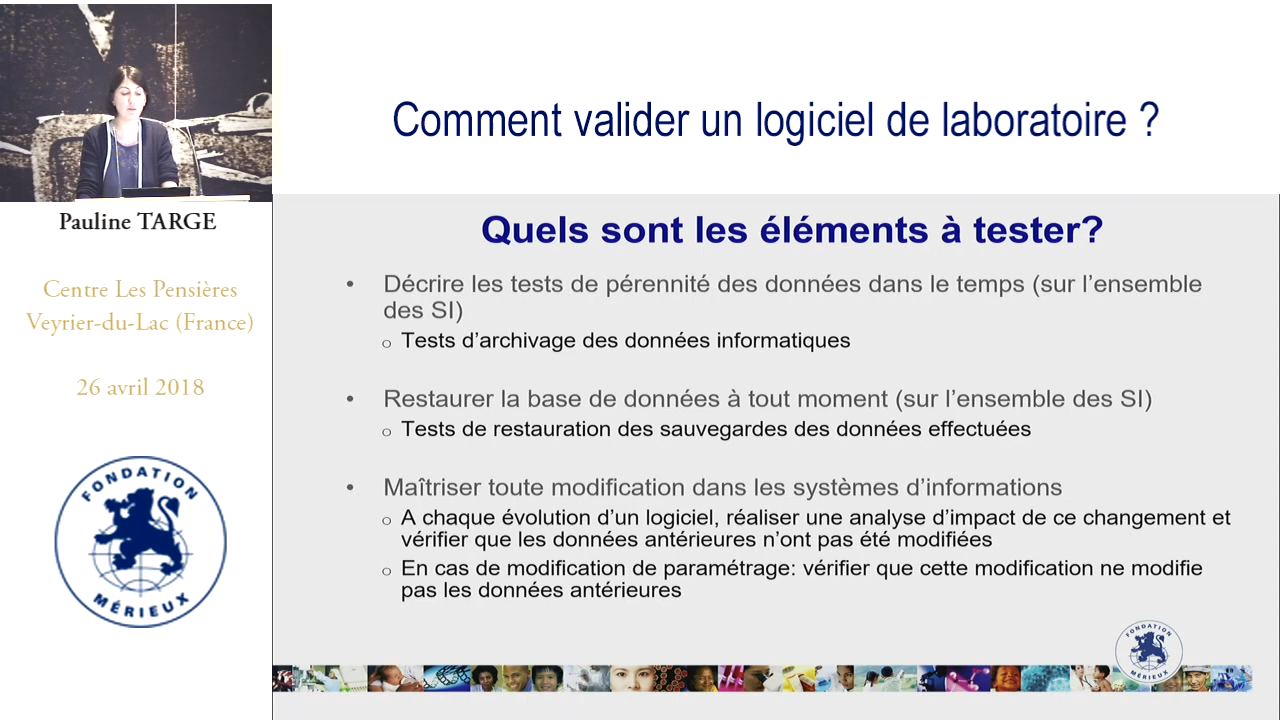 Comment valider un logiciel de laboratoire ?
Pauline TARGE
Centre Les Pensières
Veyrier-du-Lac (France)
26 avril 2018
FONDATION
MÉRIEUX
Quels sont les éléments à tester?
• Décrire les tests de pérennité des données dans le temps (sur l'ensemble
des SI)
o Tests d'archivage des données informatiques
• Restaurer la base de données à tout moment (sur l'ensemble des SI)
o Tests de restauration des sauvegardes des données effectuées
• Maîtriser toute modification dans les systèmes d'informations
o A chaque évolution d'un logiciel, réaliser une analyse d'impact de ce changement et
vérifier que les données antérieures n'ont pas été modifiées
o En cas de modification de paramétrage: vérifier que cette modification ne modifie
pas les données antérieures
FONDATION
MÉRIEUX